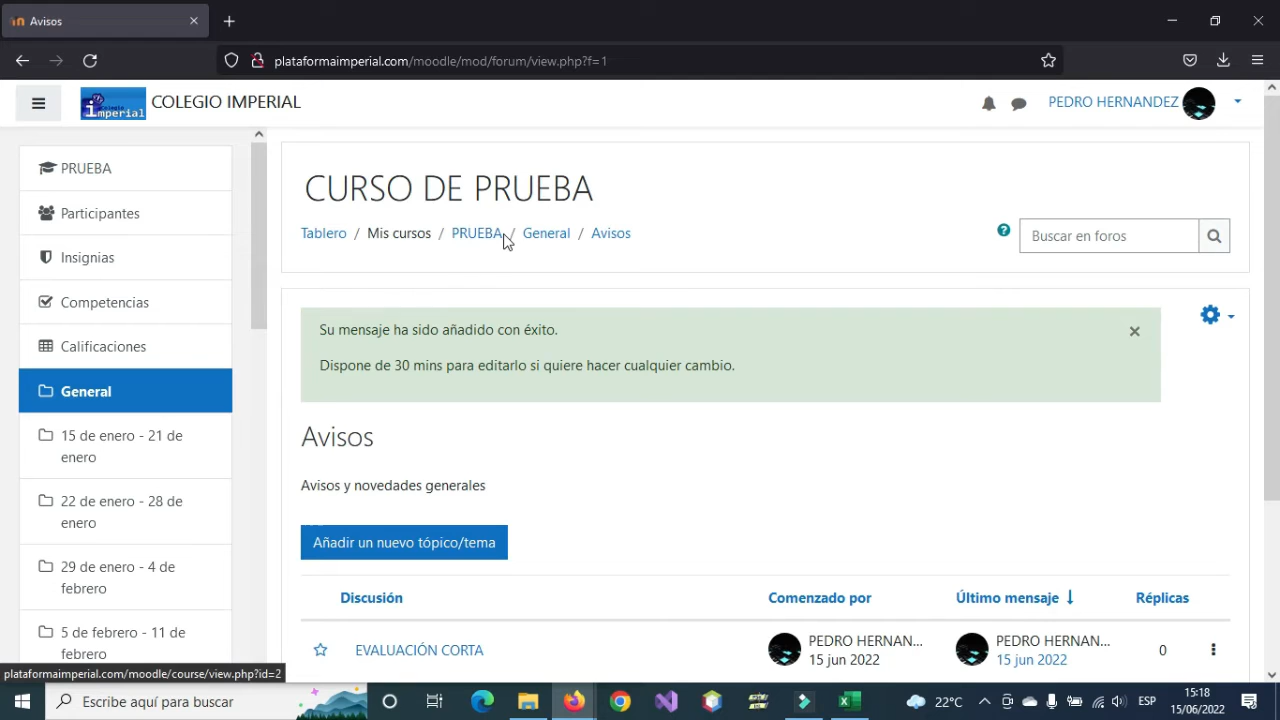 Avisos
plataformaimperial.com/moodle/mod/forum/view.php?f=1
imperial
COLEGIO IMPERIAL
PEDRO HERNANDEZ
PRUEBA
Participantes
Insignias
Competencias
Calificaciones
General
15 de enero - 21 de
enero
22 de enero - 28 de
enero
29 de enero - 4 de
febrero
5 de febrero - 11 de
febrero
CURSO DE PRUEBA
Tablero / Mis cursos / PRUEBA / General / Avisos
Buscar en foros
Su mensaje ha sido añadido con éxito.
Dispone de 30 mins para editarlo si quiere hacer cualquier cambio.
Avisos
Avisos y novedades generales
Añadir un nuevo tópico/tema
Discusión Comenzado por Último mensaje Réplicas
EVALUACIÓN CORTA PEDRO HERNAN... PEDRO HERNAN... 0
15 jun 2022 15 jun 2022
plataformaimperial.com/moodle/course/view.php?id=2
Escribe aquí para buscar
22°C
ESP
15:18
15/06/2022